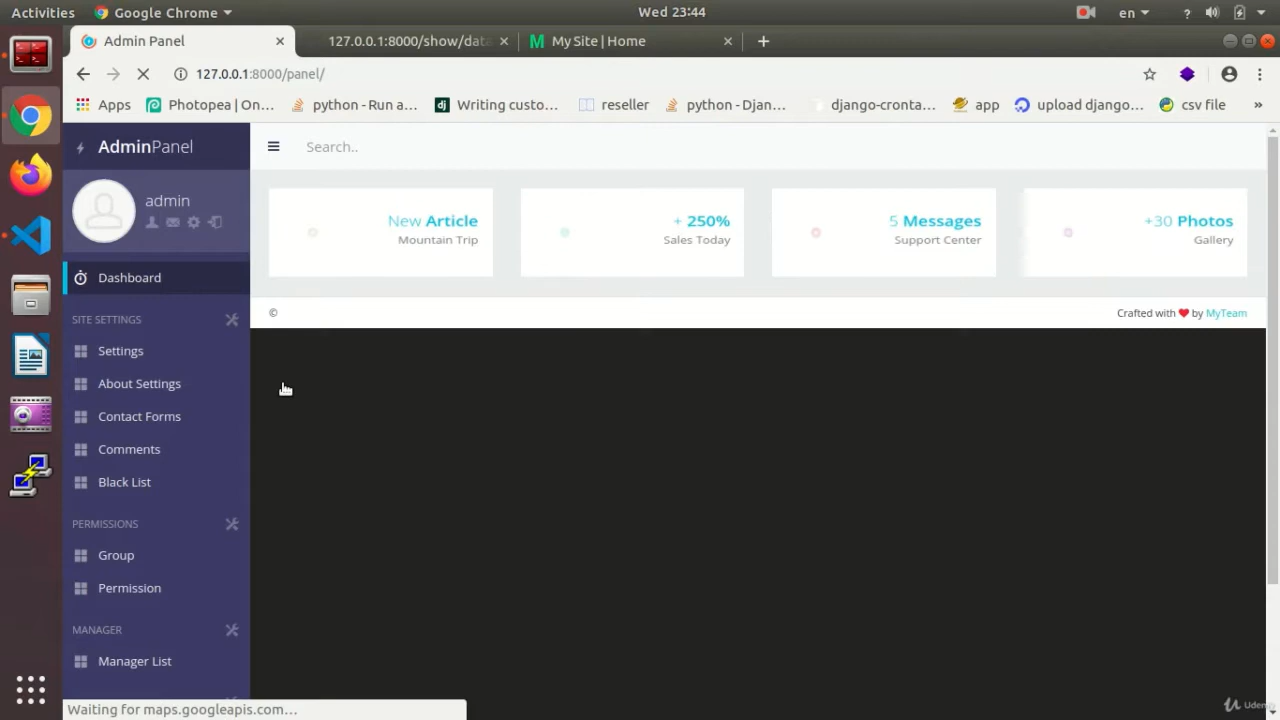 Activities
Google Chrome
Wed 23:44
en
?
Admin Panel
127.0.0.1:8000/show/data
My Site | Home
127.0.0.1:8000/panel/
Apps
Photopea | On...
python - Run a...
Writing custo...
reseller
python - Djan...
django-cronta...
app
upload django...
csv file
»
AdminPanel
Search..
admin
New Article
Mountain Trip
+ 250%
Sales Today
5 Messages
Support Center
+30 Photos
Gallery
Dashboard
©
Crafted with ❤ by MyTeam
SITE SETTINGS
Settings
About Settings
Contact Forms
Comments
Black List
PERMISSIONS
Group
Permission
MANAGER
Manager List
Waiting for maps.googleapis.com...
Udemy